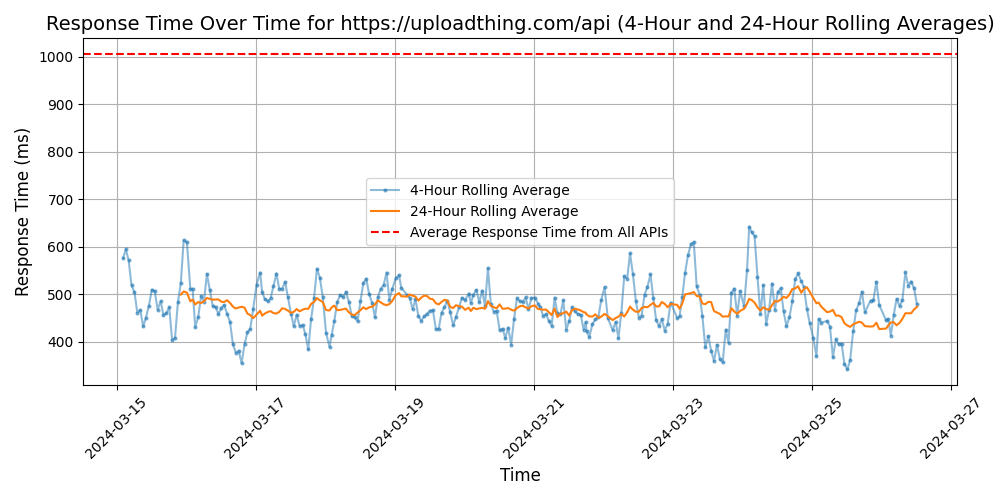 Response Time Over Time for https://uploadthing.com/api (4-Hour and 24-Hour Rolling Averages)
Response Time (ms)
1000
900
800
700
600
500
400
4-Hour Rolling Average
24-Hour Rolling Average
Average Response Time from All APIs
2024-03-15
2024-03-17
2024-03-19
2024-03-21
2024-03-23
2024-03-25
2024-03-27
Time